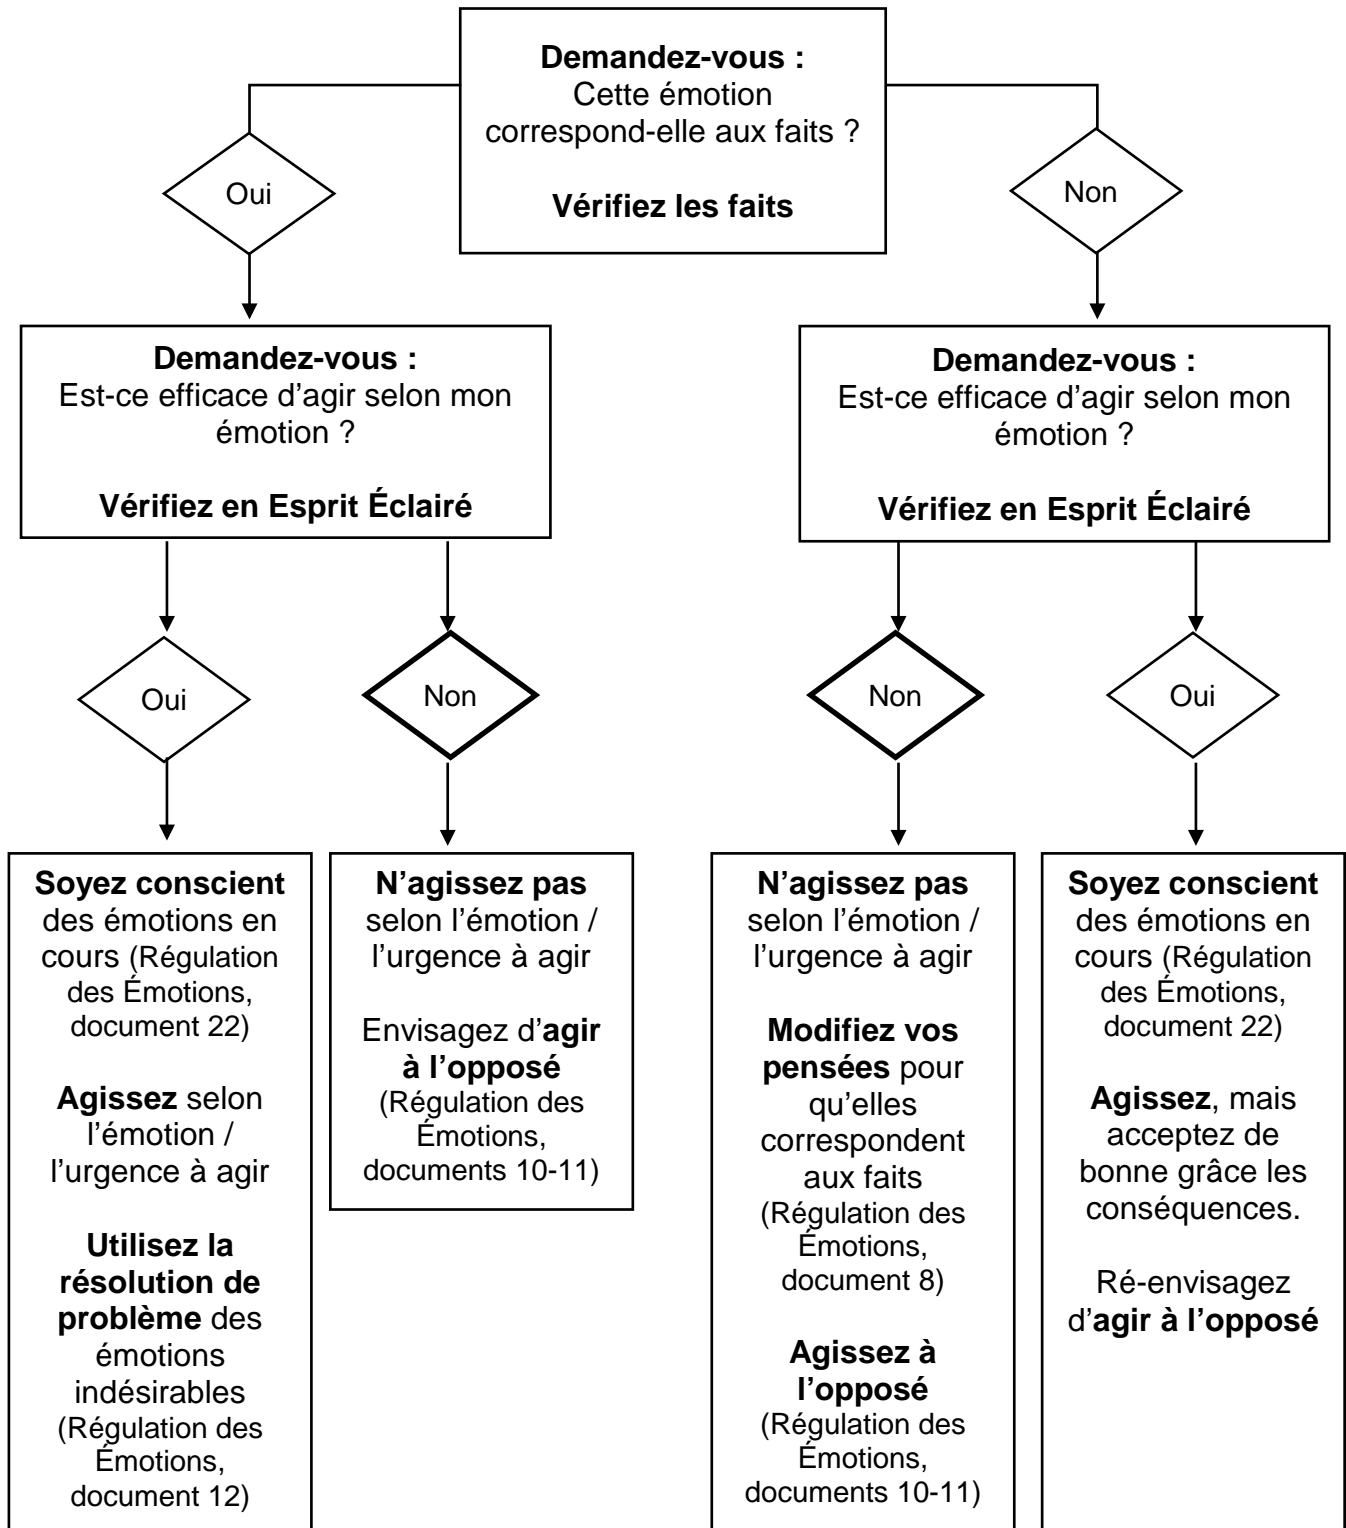 Demandez-vous :
Cette émotion
correspond-elle aux faits ?
Vérifiez les faits
Oui
Non
Demandez-vous :
Est-ce efficace d’agir selon mon
émotion ?
Vérifiez en Esprit Éclairé
Demandez-vous :
Est-ce efficace d’agir selon mon
émotion ?
Vérifiez en Esprit Éclairé
Oui
Non
Non
Oui
Soyez conscient
des émotions en
cours (Régulation
des Émotions,
document 22)
Agissez selon
l’émotion /
l’urgence à agir
Utilisez la
résolution de
problème des
émotions
indésirables
(Régulation des
Émotions,
document 12)
N’agissez pas
selon l’émotion /
l’urgence à agir
Envisagez d’agir
à l’opposé
(Régulation des
Émotions,
documents 10-11)
N’agissez pas
selon l’émotion /
l’urgence à agir
Modifiez vos
pensées pour
qu’elles
correspondent
aux faits
(Régulation des
Émotions,
document 8)
Agissez à
l’opposé
(Régulation des
Émotions,
documents 10-11)
Soyez conscient
des émotions en
cours (Régulation
des Émotions,
document 22)
Agissez, mais
acceptez de
bonne grâce les
conséquences.
Ré-envisagez
d’agir à l’opposé